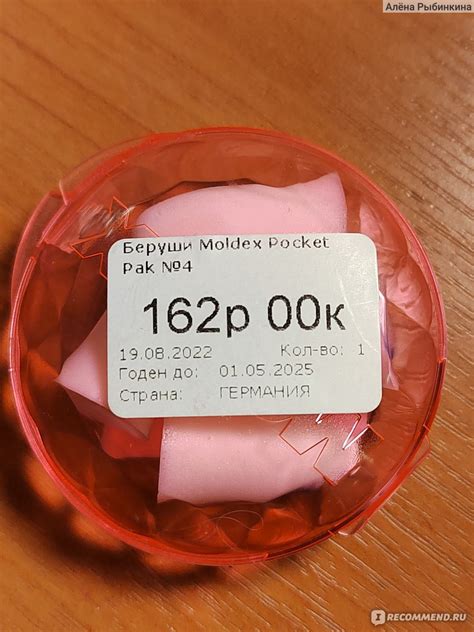 Алёна Рыбинкина
Беруши Moldex Pocket
Pak №4
162р 00к
19.08.2022 Кол-во: 1
Годен до: 01.05.2025
Страна: ГЕРМАНИЯ
I RECOMMEND.RU